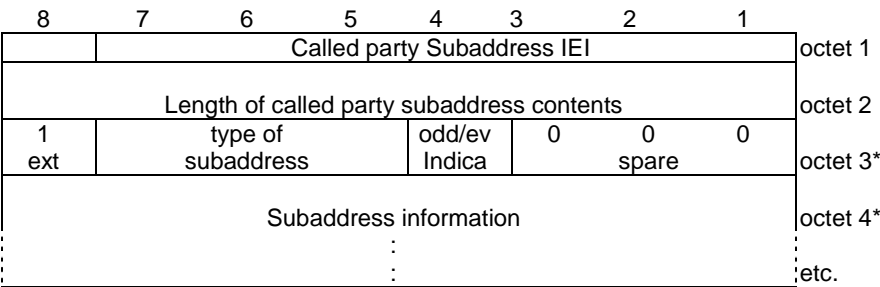 8 7 6 5 4 3 2 1
Called party Subaddress IEI octet 1
Length of called party subaddress contents octet 2
1 type of odd/ev 0 0 0
ext subaddress Indica spare octet 3*
Subaddress information octet 4*
:
: etc.